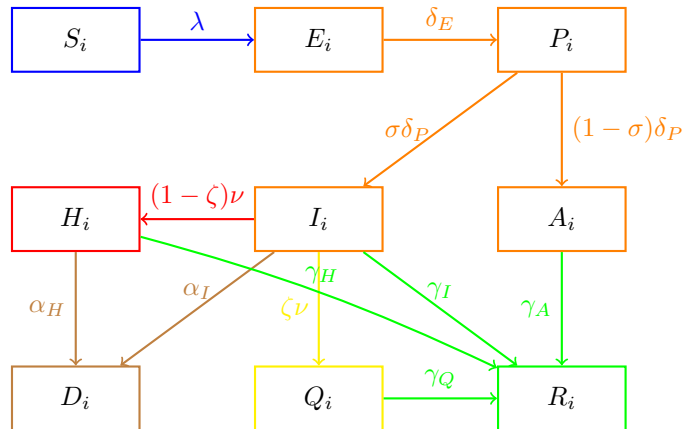 λ δ_E
S_i E_i P_i
σδ_P (1 − σ)δ_P
(1 − ζ)ν
H_i I_i A_i
α_H α_I γ_H ζν γ_I γ_A
γ_Q
D_i Q_i R_i